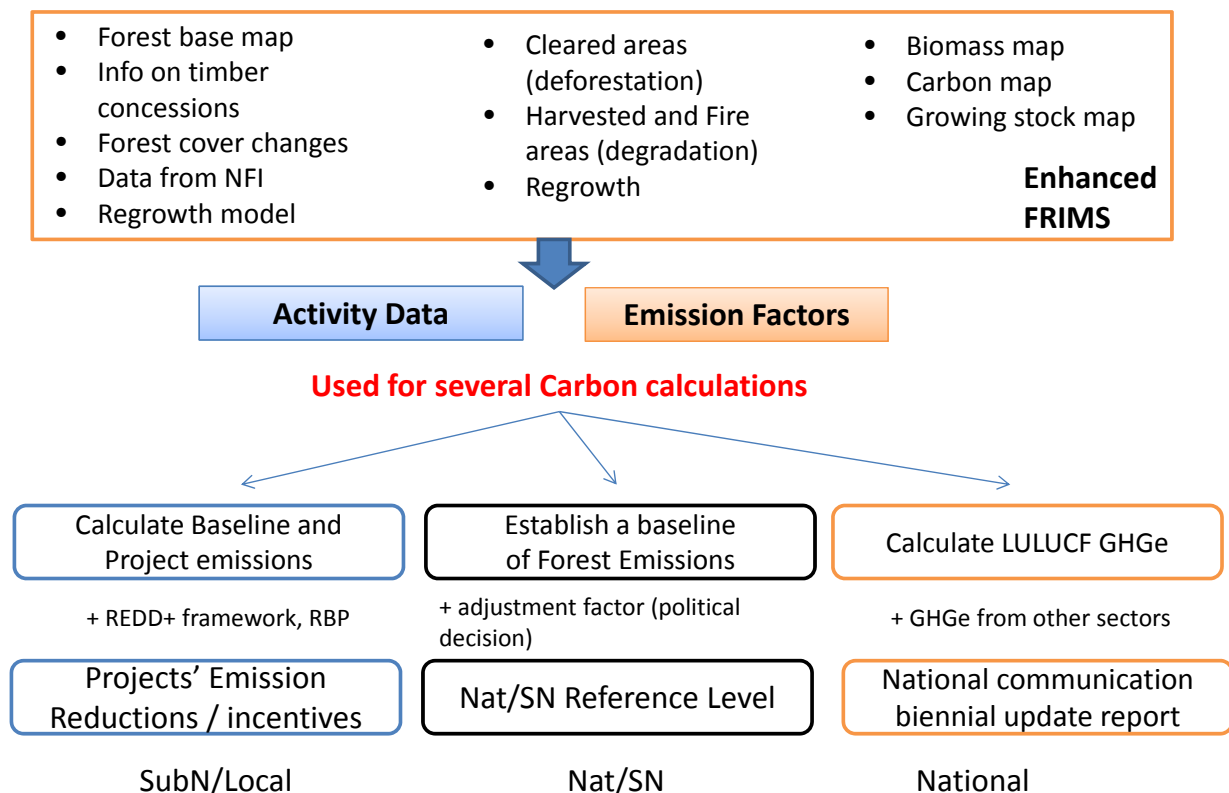 • Forest base map
• Info on timber
concessions
• Forest cover changes
• Data from NFI
• Regrowth model
• Cleared areas
(deforestation)
• Harvested and Fire
areas (degradation)
• Regrowth
• Biomass map
• Carbon map
• Growing stock map
Enhanced
FRIMS
Activity Data
Emission Factors
Used for several Carbon calculations
Calculate Baseline and
Project emissions
+ REDD+ framework, RBP
Projects’ Emission
Reductions / incentives
SubN/Local
Establish a baseline
of Forest Emissions
+ adjustment factor (political
decision)
Nat/SN Reference Level
Nat/SN
Calculate LULUCF GHGe
+ GHGe from other sectors
National communication
biennial update report
National